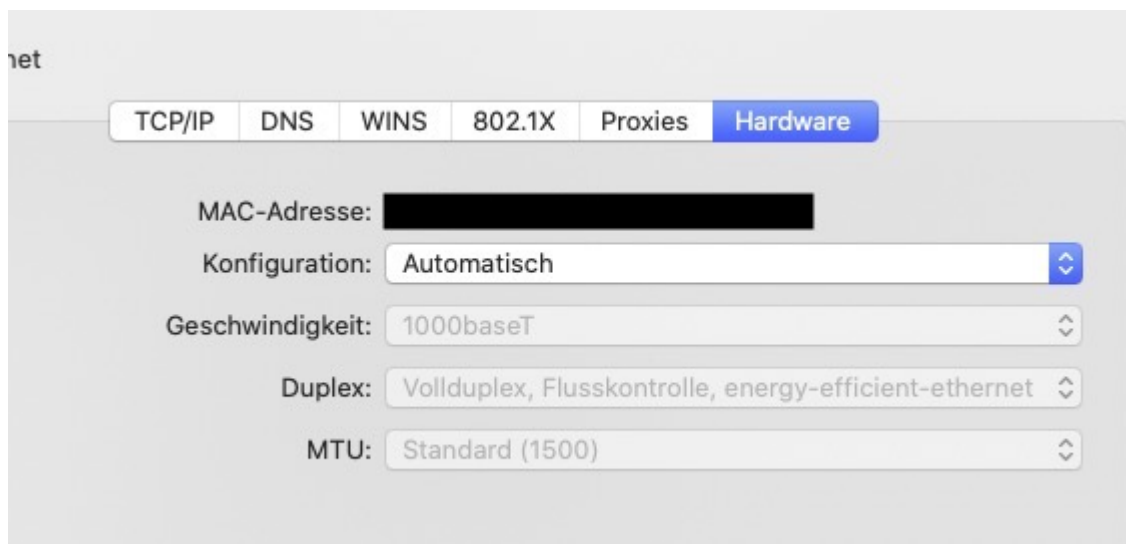 net
TCP/IP DNS WINS 802.1X Proxies Hardware
MAC-Adresse:
Konfiguration: Automatisch
Geschwindigkeit: 1000baseT
Duplex: Vollduplex, Flusskontrolle, energy-efficient-ethernet
MTU: Standard (1500)